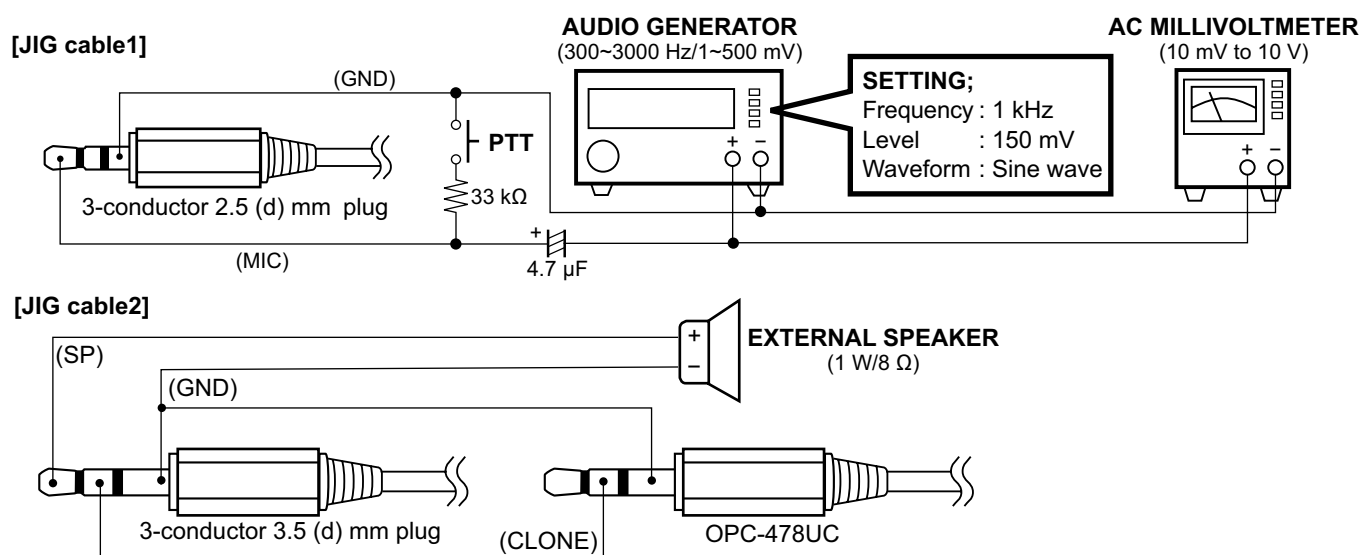 [JIG cable1]
AUDIO GENERATOR
(300~3000 Hz/1~500 mV)
AC MILLIVOLTMETER
(10 mV to 10 V)
(GND)
SETTING;
Frequency : 1 kHz
Level : 150 mV
Waveform : Sine wave
PTT
+ −
+ −
33 kΩ
3-conductor 2.5 (d) mm plug
(MIC)
+
4.7 µF
[JIG cable2]
(SP)
+
−
EXTERNAL SPEAKER
(1 W/8 Ω)
(GND)
3-conductor 3.5 (d) mm plug
(CLONE)
OPC-478UC